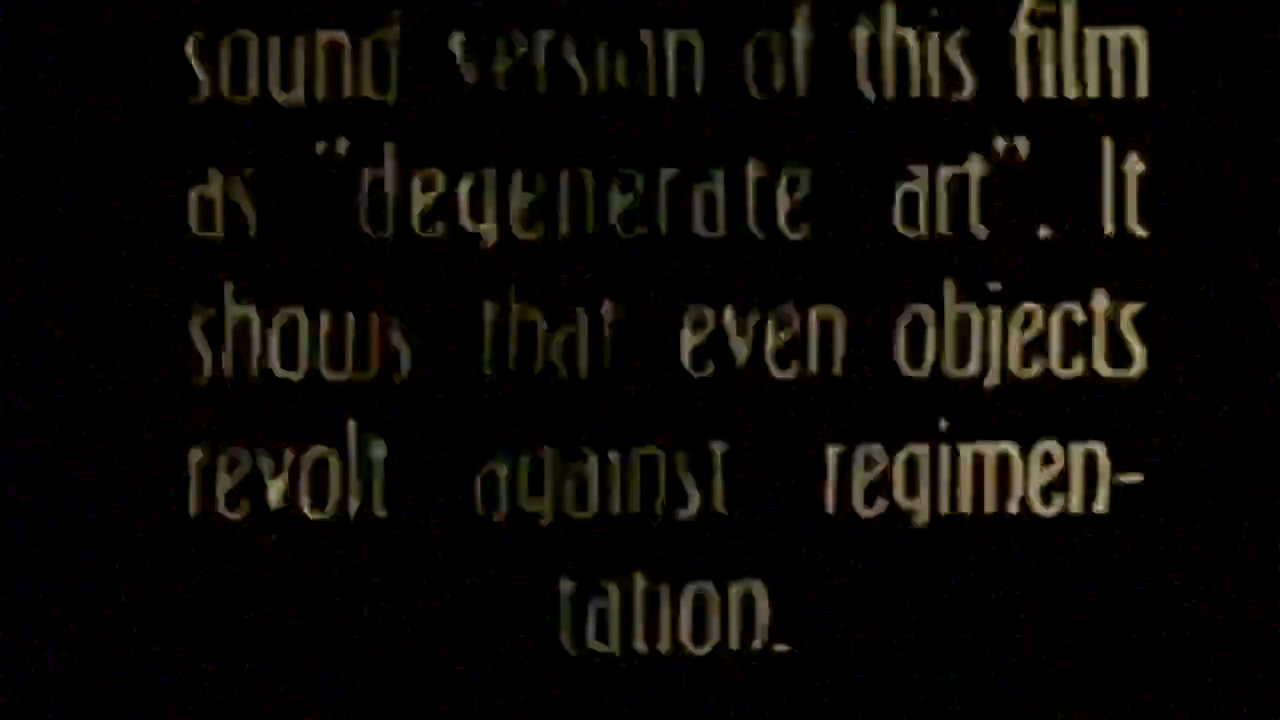 sound version of this film
as "degenerate art". It
shows that even objects
revolt against regimen-
tation.